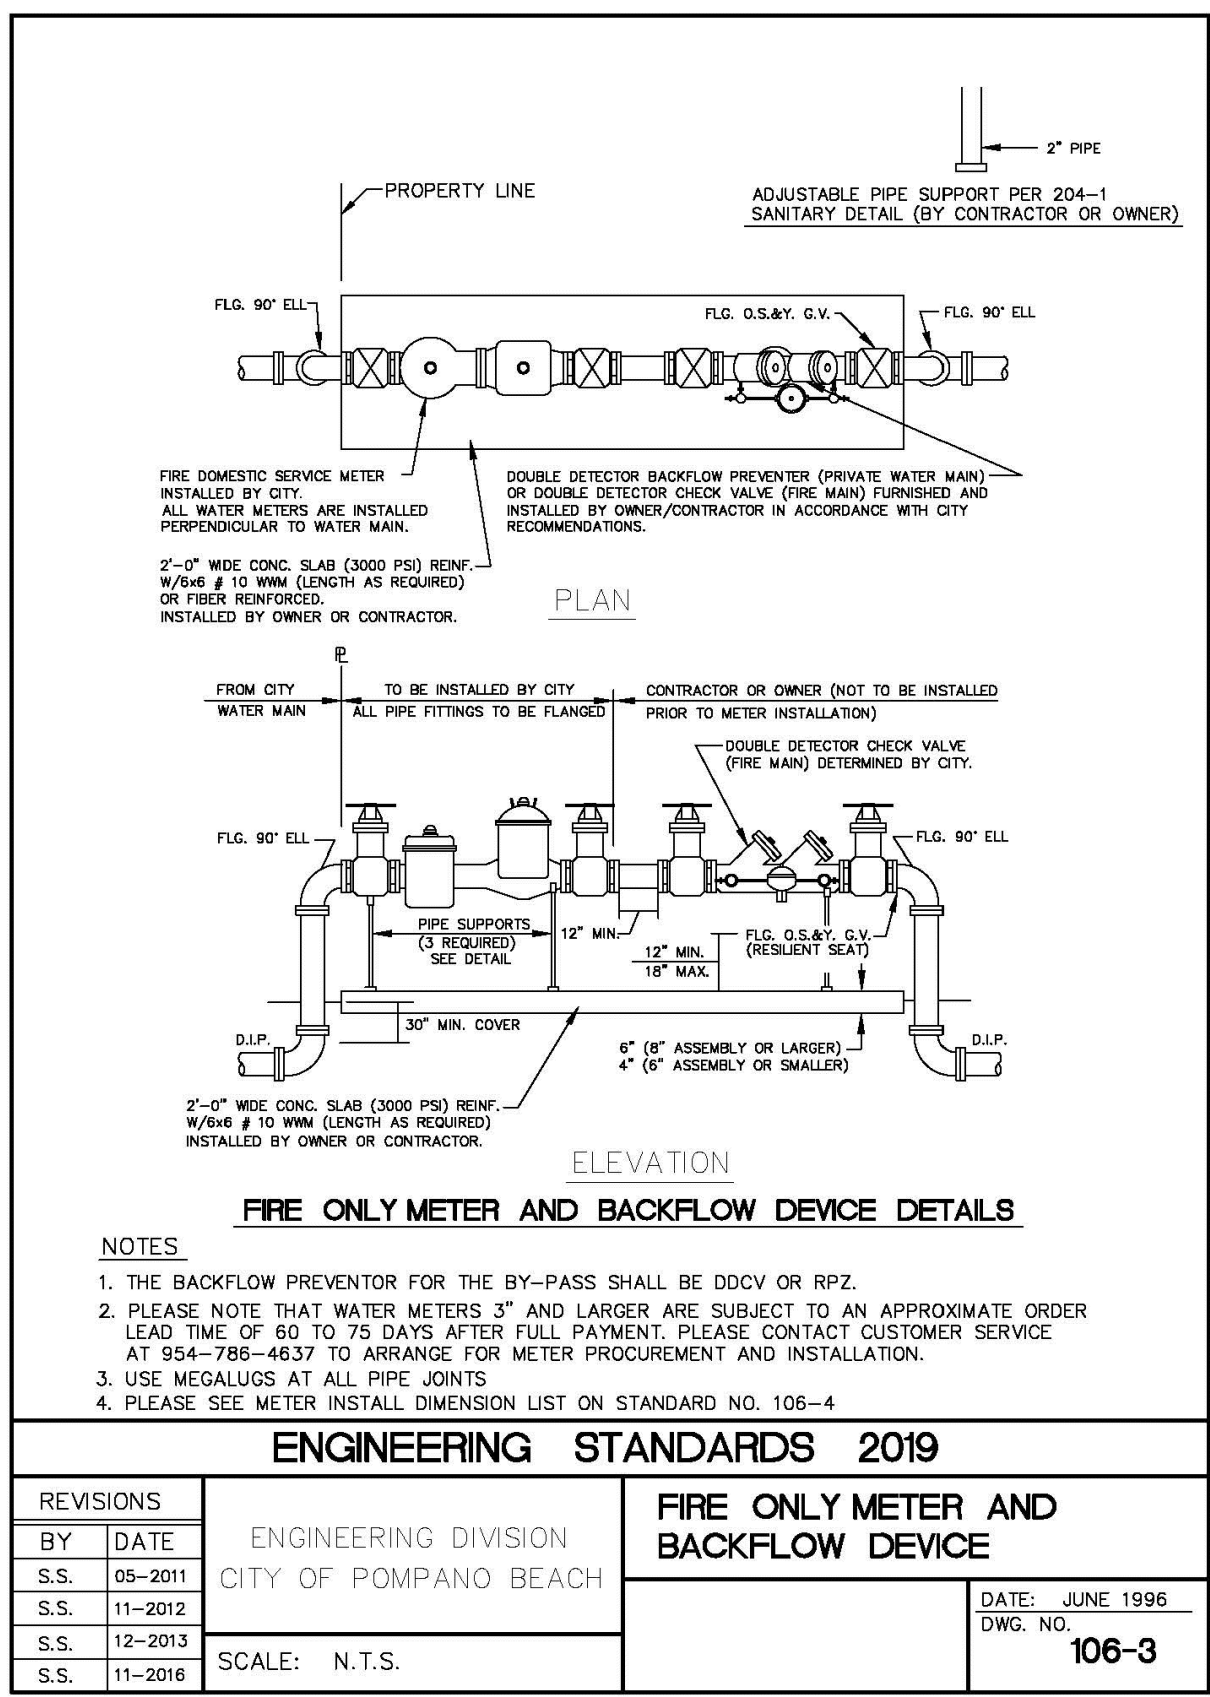 2" PIPE
ADJUSTABLE PIPE SUPPORT PER 204-1
SANITARY DETAIL (BY CONTRACTOR OR OWNER)
PROPERTY LINE
FLG. 90° ELL
FLG. O.S.&Y. G.V.
FLG. 90° ELL
FIRE DOMESTIC SERVICE METER
INSTALLED BY CITY.
ALL WATER METERS ARE INSTALLED
PERPENDICULAR TO WATER MAIN.
DOUBLE DETECTOR BACKFLOW PREVENTER (PRIVATE WATER MAIN)
OR DOUBLE DETECTOR CHECK VALVE (FIRE MAIN) FURNISHED AND
INSTALLED BY OWNER/CONTRACTOR IN ACCORDANCE WITH CITY
RECOMMENDATIONS.
2'-0" WIDE CONC. SLAB (3000 PSI) REINF.
W/6x6 # 10 WWM (LENGTH AS REQUIRED)
OR FIBER REINFORCED.
INSTALLED BY OWNER OR CONTRACTOR.
PLAN
PL
FROM CITY
WATER MAIN
TO BE INSTALLED BY CITY
ALL PIPE FITTINGS TO BE FLANGED
CONTRACTOR OR OWNER (NOT TO BE INSTALLED
PRIOR TO METER INSTALLATION)
DOUBLE DETECTOR CHECK VALVE
(FIRE MAIN) DETERMINED BY CITY.
FLG. 90° ELL
FLG. 90° ELL
PIPE SUPPORTS
(3 REQUIRED)
SEE DETAIL
12" MIN.
12" MIN.
18" MAX.
FLG. O.S.&Y. G.V.
(RESILIENT SEAT)
30" MIN. COVER
D.I.P.
D.I.P.
6" (8" ASSEMBLY OR LARGER)
4" (6" ASSEMBLY OR SMALLER)
2'-0" WIDE CONC. SLAB (3000 PSI) REINF.
W/6x6 # 10 WWM (LENGTH AS REQUIRED)
INSTALLED BY OWNER OR CONTRACTOR.
ELEVATION
FIRE ONLY METER AND BACKFLOW DEVICE DETAILS
NOTES
1. THE BACKFLOW PREVENTOR FOR THE BY-PASS SHALL BE DDCV OR RPZ.
2. PLEASE NOTE THAT WATER METERS 3" AND LARGER ARE SUBJECT TO AN APPROXIMATE ORDER
LEAD TIME OF 60 TO 75 DAYS AFTER FULL PAYMENT. PLEASE CONTACT CUSTOMER SERVICE
AT 954-786-4637 TO ARRANGE FOR METER PROCUREMENT AND INSTALLATION.
3. USE MEGALUGS AT ALL PIPE JOINTS
4. PLEASE SEE METER INSTALL DIMENSION LIST ON STANDARD NO. 106-4
ENGINEERING STANDARDS 2019
REVISIONS
BY DATE
S.S. 05-2011
S.S. 11-2012
S.S. 12-2013
S.S. 11-2016
ENGINEERING DIVISION
CITY OF POMPANO BEACH
SCALE: N.T.S.
FIRE ONLY METER AND
BACKFLOW DEVICE
DATE: JUNE 1996
DWG. NO.
106-3